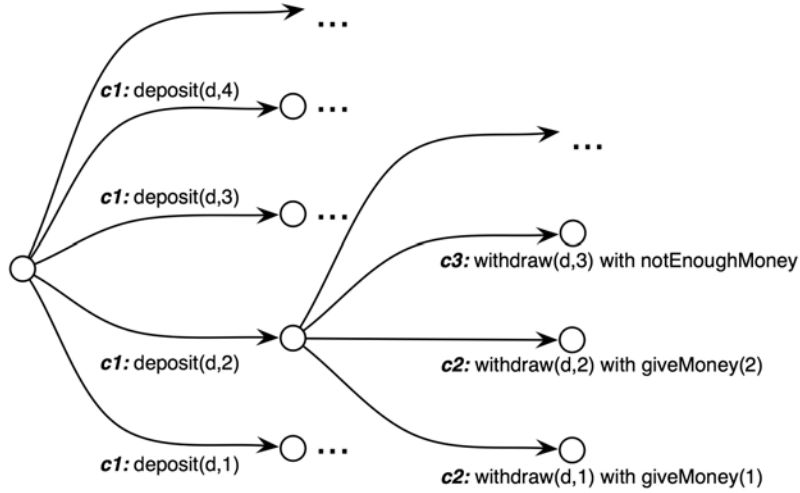 ...
c1: deposit(d,4)
...
...
c1: deposit(d,3)
...
c3: withdraw(d,3) with notEnoughMoney
c1: deposit(d,2)
c2: withdraw(d,2) with giveMoney(2)
...
c1: deposit(d,1)
c2: withdraw(d,1) with giveMoney(1)